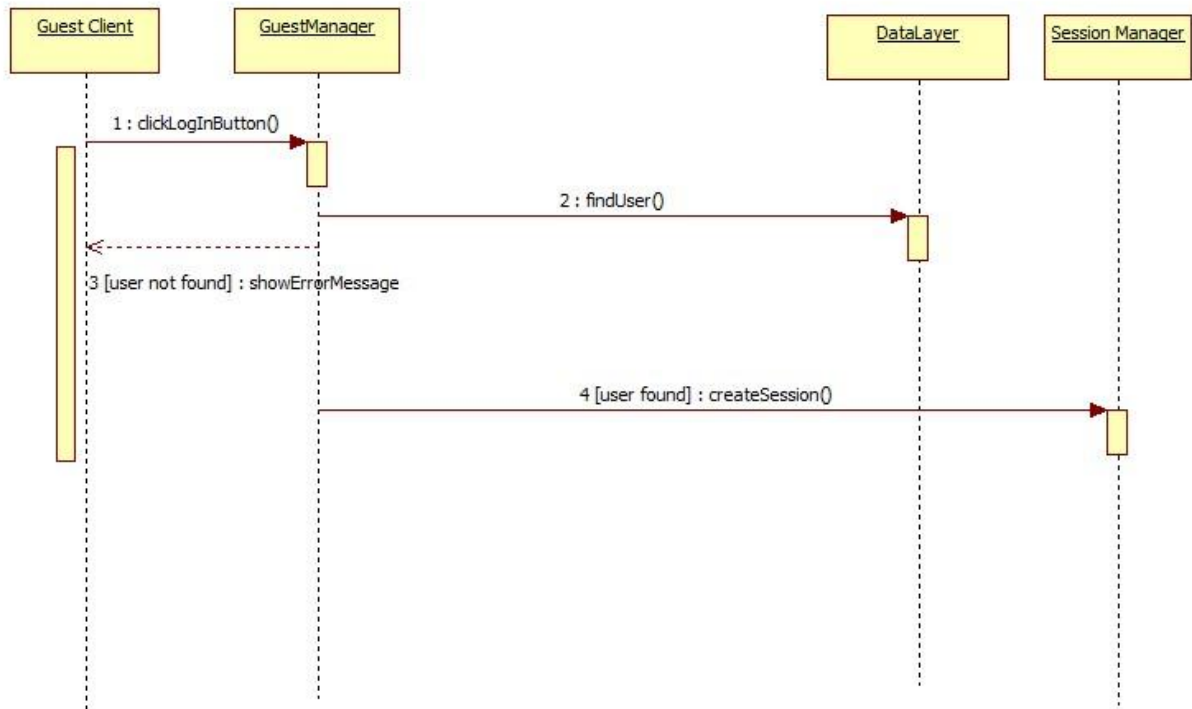 Guest Client
GuestManager
DataLayer
Session Manager
1 : clickLogInButton()
2 : findUser()
3 [user not found] : showErrorMessage
4 [user found] : createSession()